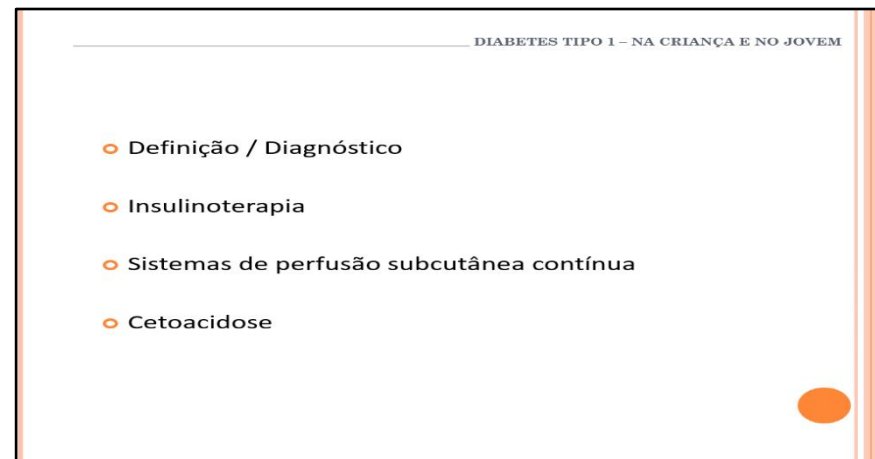 DIABETES TIPO 1 – NA CRIANÇA E NO JOVEM
Definição / Diagnóstico
Insulinoterapia
Sistemas de perfusão subcutânea contínua
Cetoacidose